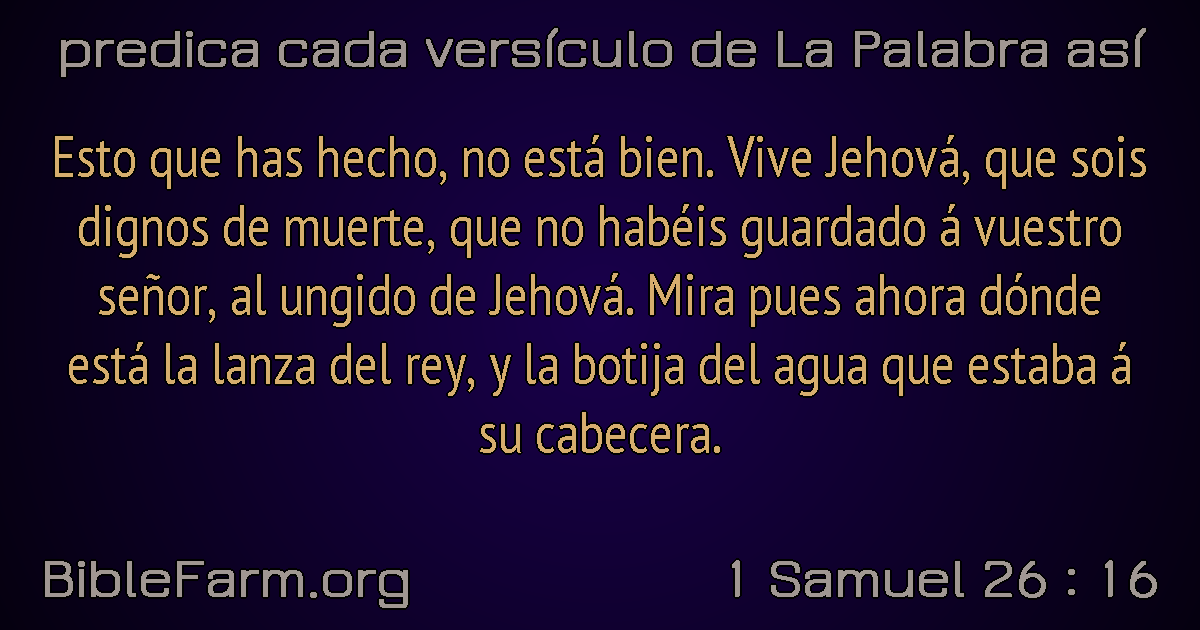 predica cada versículo de La Palabra así
Esto que has hecho, no está bien. Vive Jehová, que sois
dignos de muerte, que no habéis guardado á vuestro
señor, al ungido de Jehová. Mira pues ahora dónde
está la lanza del rey, y la botija del agua que estaba á
su cabecera.
BibleFarm.org
1 Samuel 26 : 16